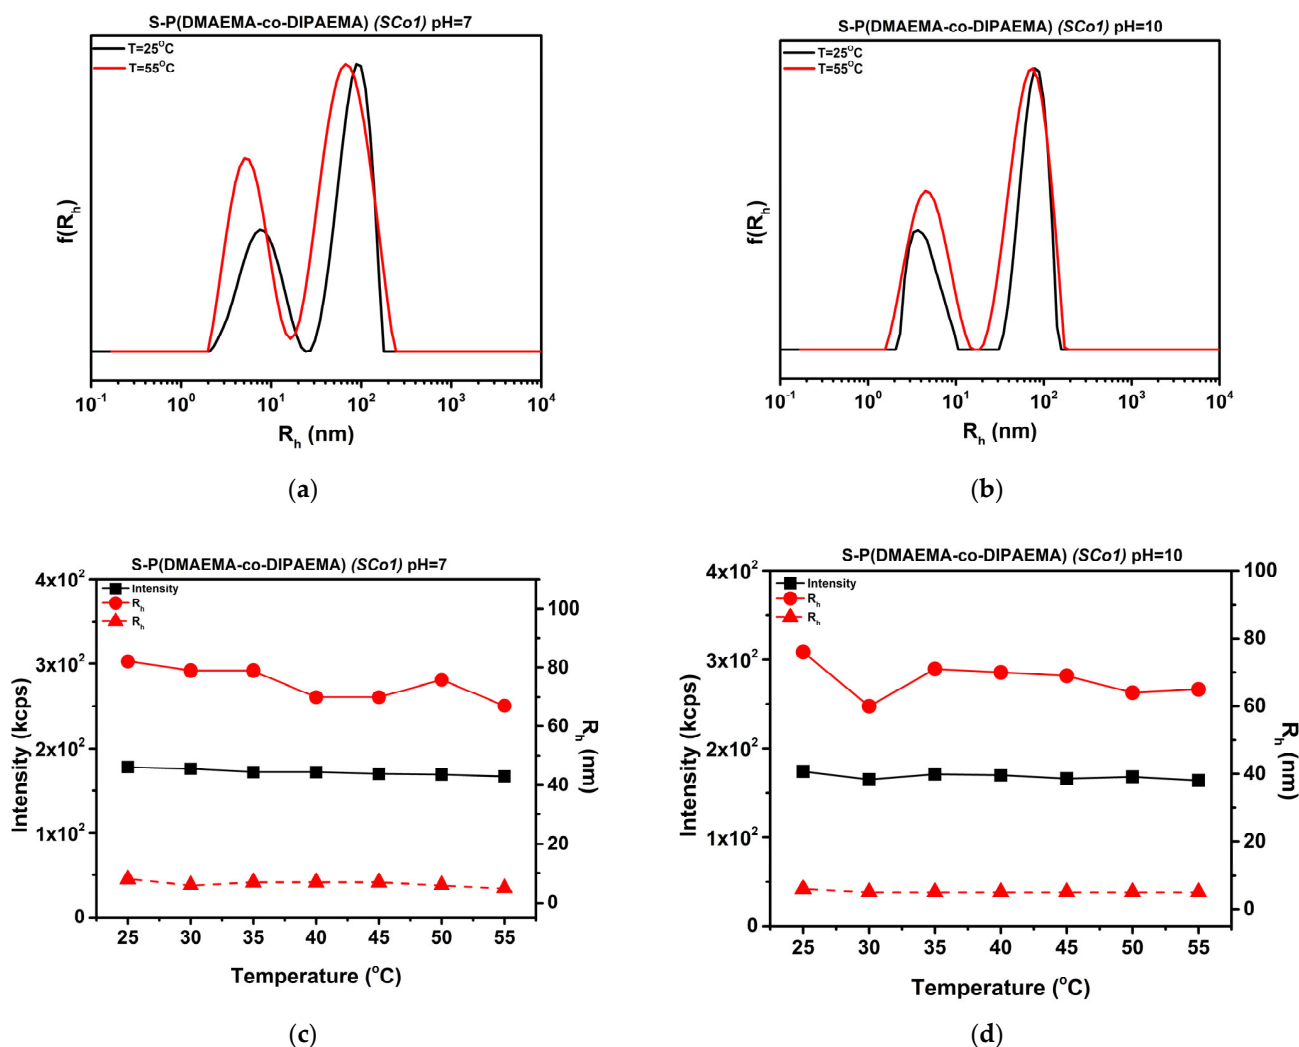 S-P(DMAEMA-co-DIPAEMA) (SCo1) pH=7
T=25°C
T=55°C
f(Rₕ)
10⁻¹ 10⁰ 10¹ 10² 10³ 10⁴
Rₕ (nm)
(a)
S-P(DMAEMA-co-DIPAEMA) (SCo1) pH=10
T=25°C
T=55°C
f(Rₕ)
10⁻¹ 10⁰ 10¹ 10² 10³ 10⁴
Rₕ (nm)
(b)
S-P(DMAEMA-co-DIPAEMA) (SCo1) pH=7
Intensity
Rₕ
Rₕ
4x10²
3x10²
2x10²
1x10²
0
Intensity (kcps)
100
80
60
40
20
0
Rₕ (nm)
25 30 35 40 45 50 55
Temperature (°C)
(c)
S-P(DMAEMA-co-DIPAEMA) (SCo1) pH=10
Intensity
Rₕ
Rₕ
4x10²
3x10²
2x10²
1x10²
0
Intensity (kcps)
100
80
60
40
20
0
Rₕ (nm)
25 30 35 40 45 50 55
Temperature (°C)
(d)